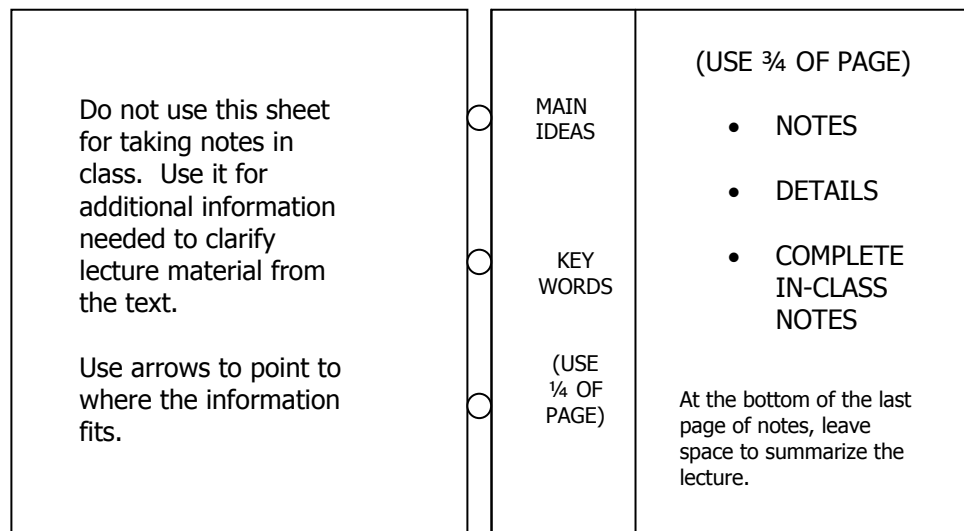 Do not use this sheet
for taking notes in
class. Use it for
additional information
needed to clarify
lecture material from
the text.
Use arrows to point to
where the information
fits.
MAIN
IDEAS
KEY
WORDS
(USE
¼ OF
PAGE)
(USE ¾ OF PAGE)
• NOTES
• DETAILS
• COMPLETE
IN-CLASS
NOTES
At the bottom of the last
page of notes, leave
space to summarize the
lecture.